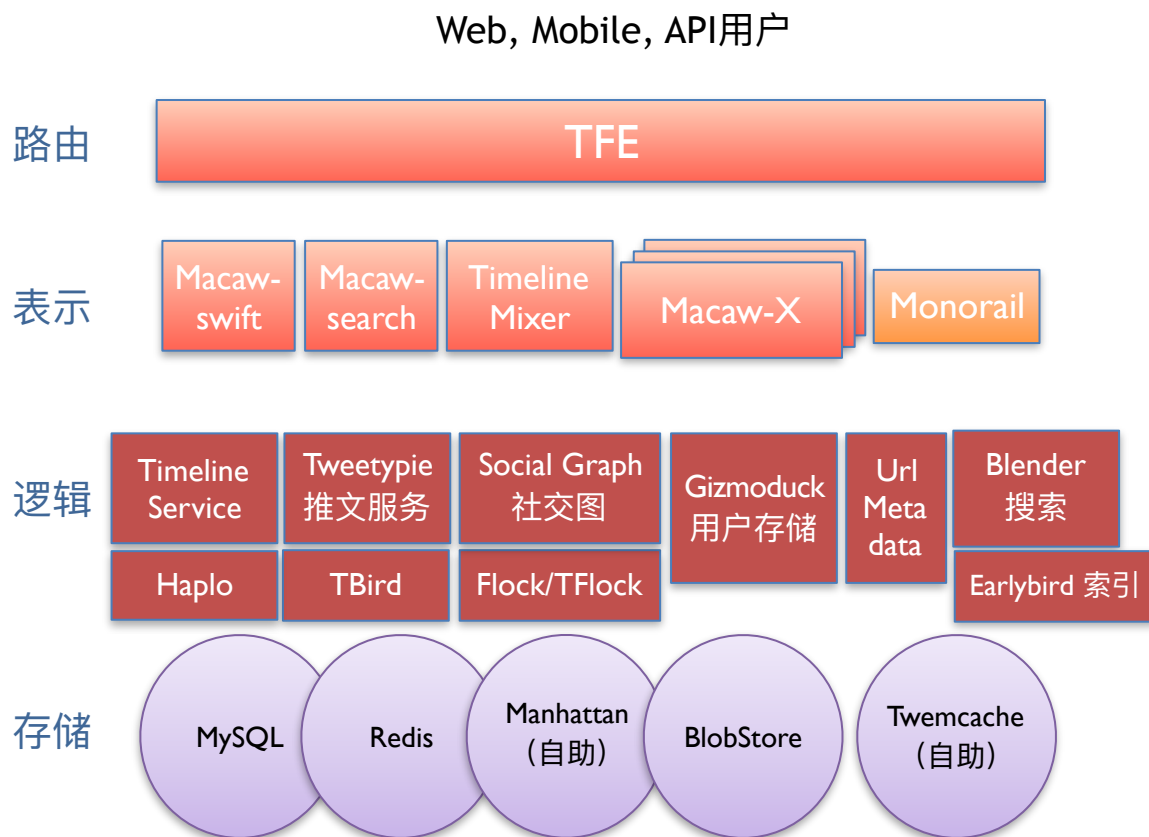 Web, Mobile, API用户
路由
TFE
表示
Macaw-
swift
Macaw-
search
Timeline
Mixer
Macaw-X
Monorail
逻辑
Timeline
Service
Tweetypie
推文服务
Social Graph
社交图
Gizmoduck
用户存储
Url
Meta
data
Blender
搜索
Haplo
TBird
Flock/TFlock
Earlybird 索引
存储
MySQL
Redis
Manhattan
（自助）
BlobStore
Twemcache
（自助）